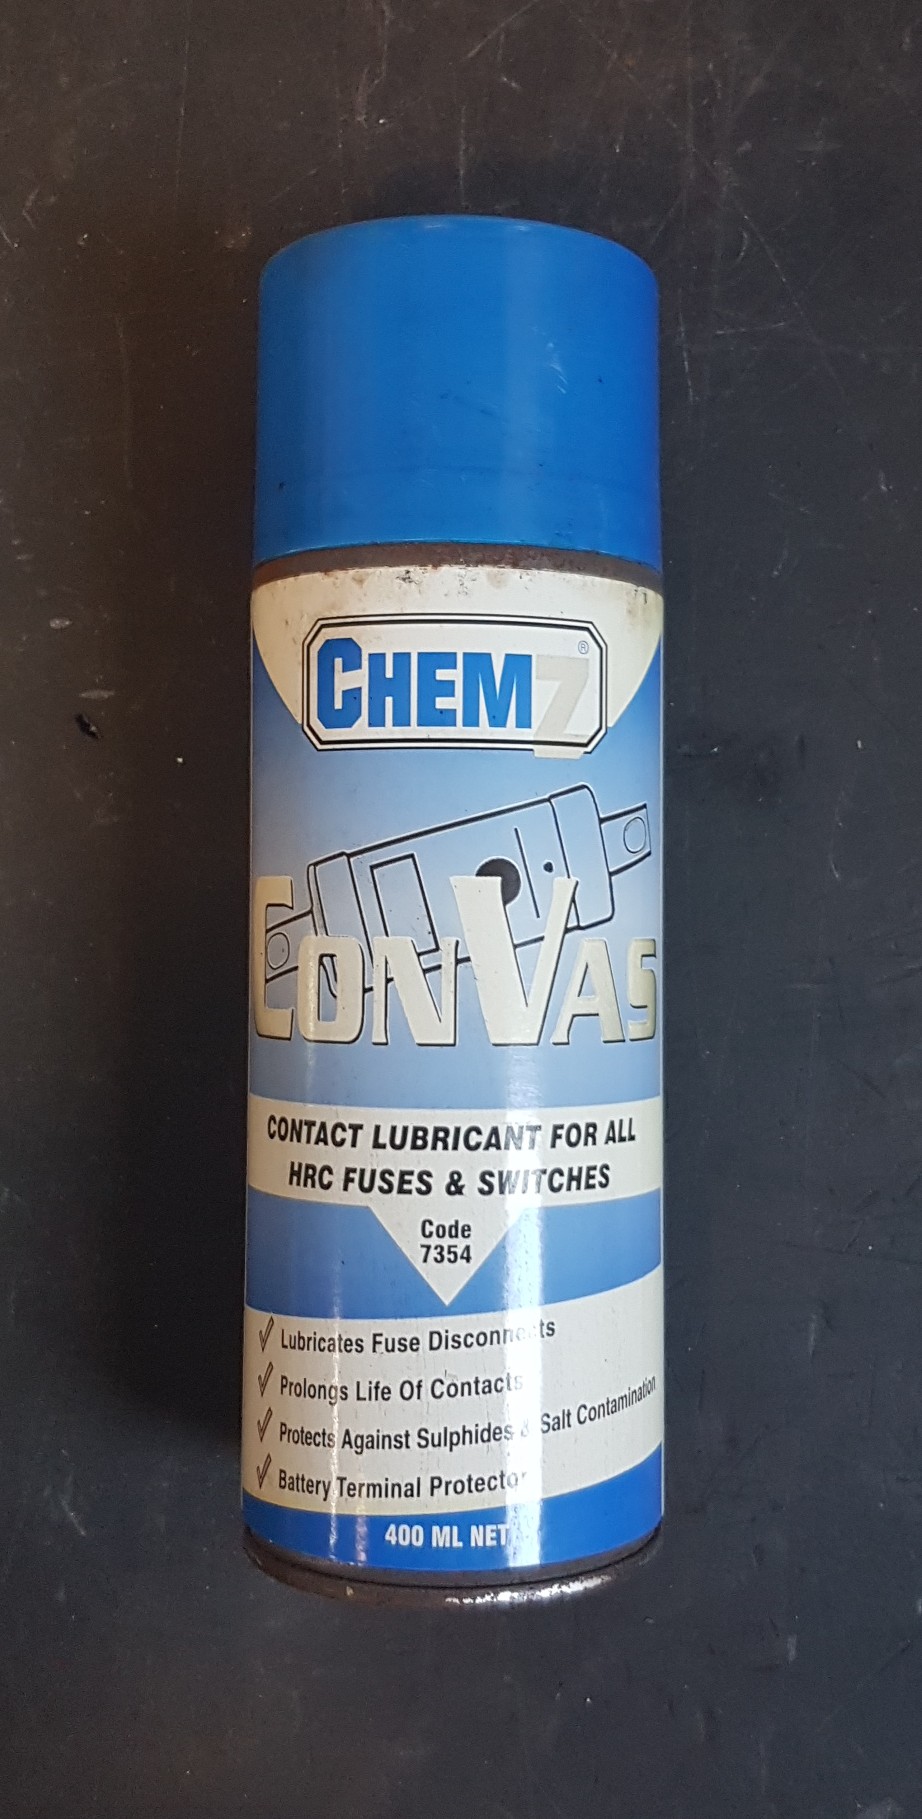 CHEM7®
CONVAS
CONTACT LUBRICANT FOR ALL
HRC FUSES & SWITCHES
Code
7354
✓ Lubricates Fuse Disconnects
✓ Prolongs Life Of Contacts
✓ Protects Against Sulphides & Salt Contamination
✓ Battery Terminal Protector
400 ML NET